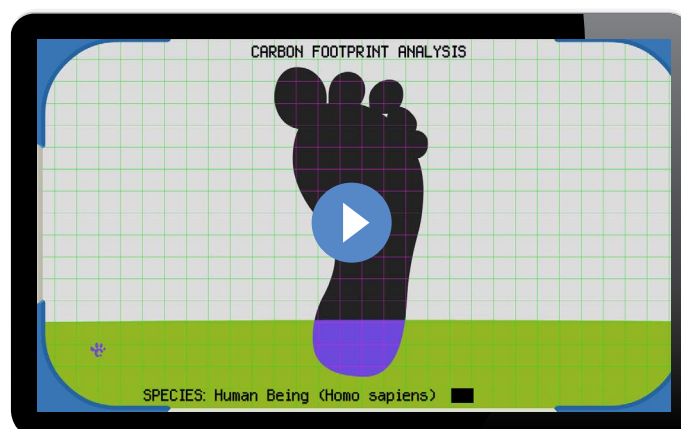 CARBON FOOTPRINT ANALYSIS
SPECIES: Human Being (Homo sapiens)